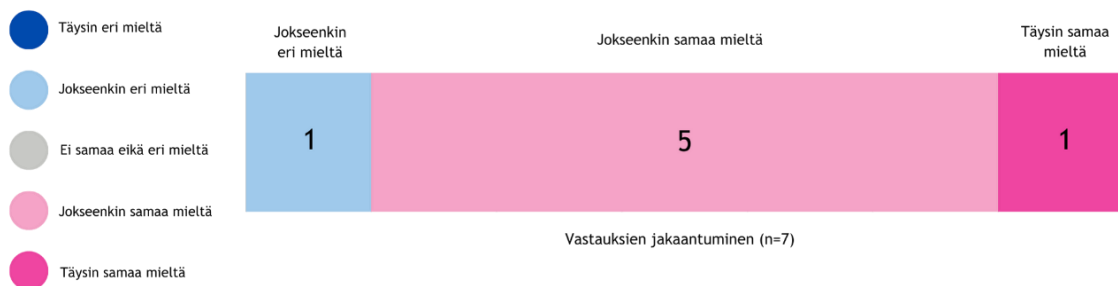 Täysin eri mieltä
Jokseenkin eri mieltä
Ei samaa eikä eri mieltä
Jokseenkin samaa mieltä
Täysin samaa mieltä
Jokseenkin
eri mieltä
Jokseenkin samaa mieltä
Täysin samaa
mieltä
1
5
1
Vastauksien jakaantuminen (n=7)